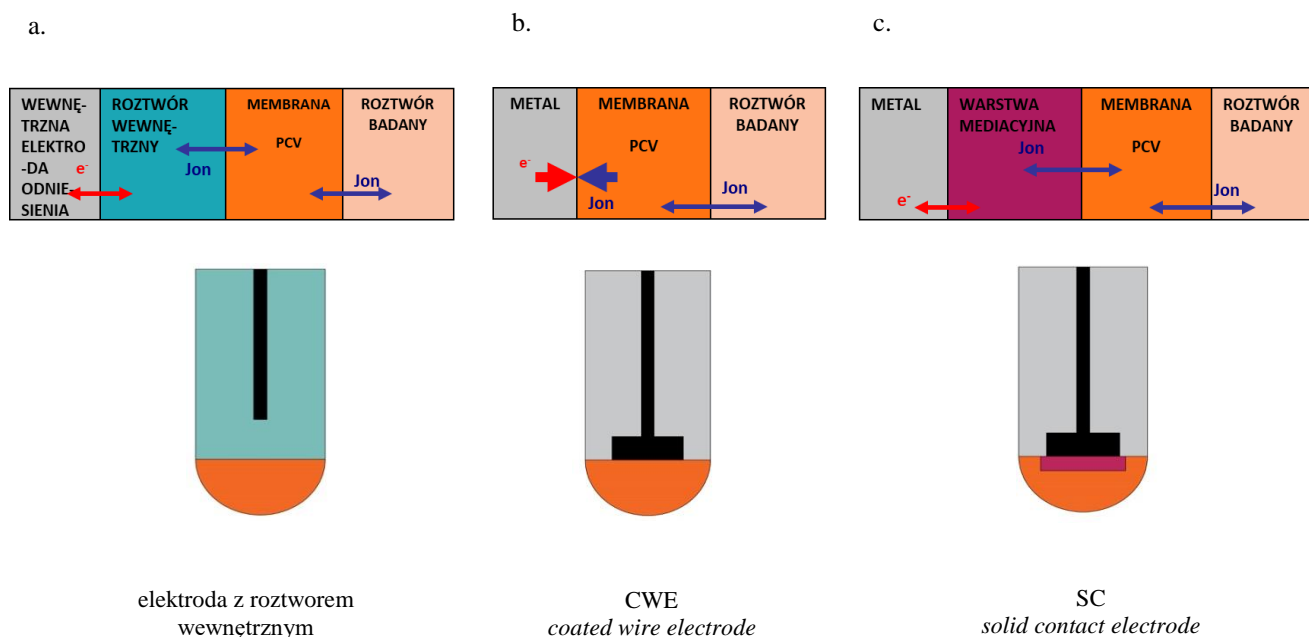 a.
b.
c.
WEWNĘ-
TRZNA
ELEKTRO
-DA
ODNIE-
SIENIA
e-
ROZTWÓR
WEWNĘ-
TRZNY
Jon
MEMBRANA
PCV
Jon
ROZTWÓR
BADANY
METAL
e-
MEMBRANA
PCV
Jon
Jon
ROZTWÓR
BADANY
METAL
e-
WARSTWA
MEDIACYJNA
Jon
MEMBRANA
PCV
Jon
ROZTWÓR
BADANY
elektroda z roztworem
wewnętrznym
CWE
coated wire electrode
SC
solid contact electrode